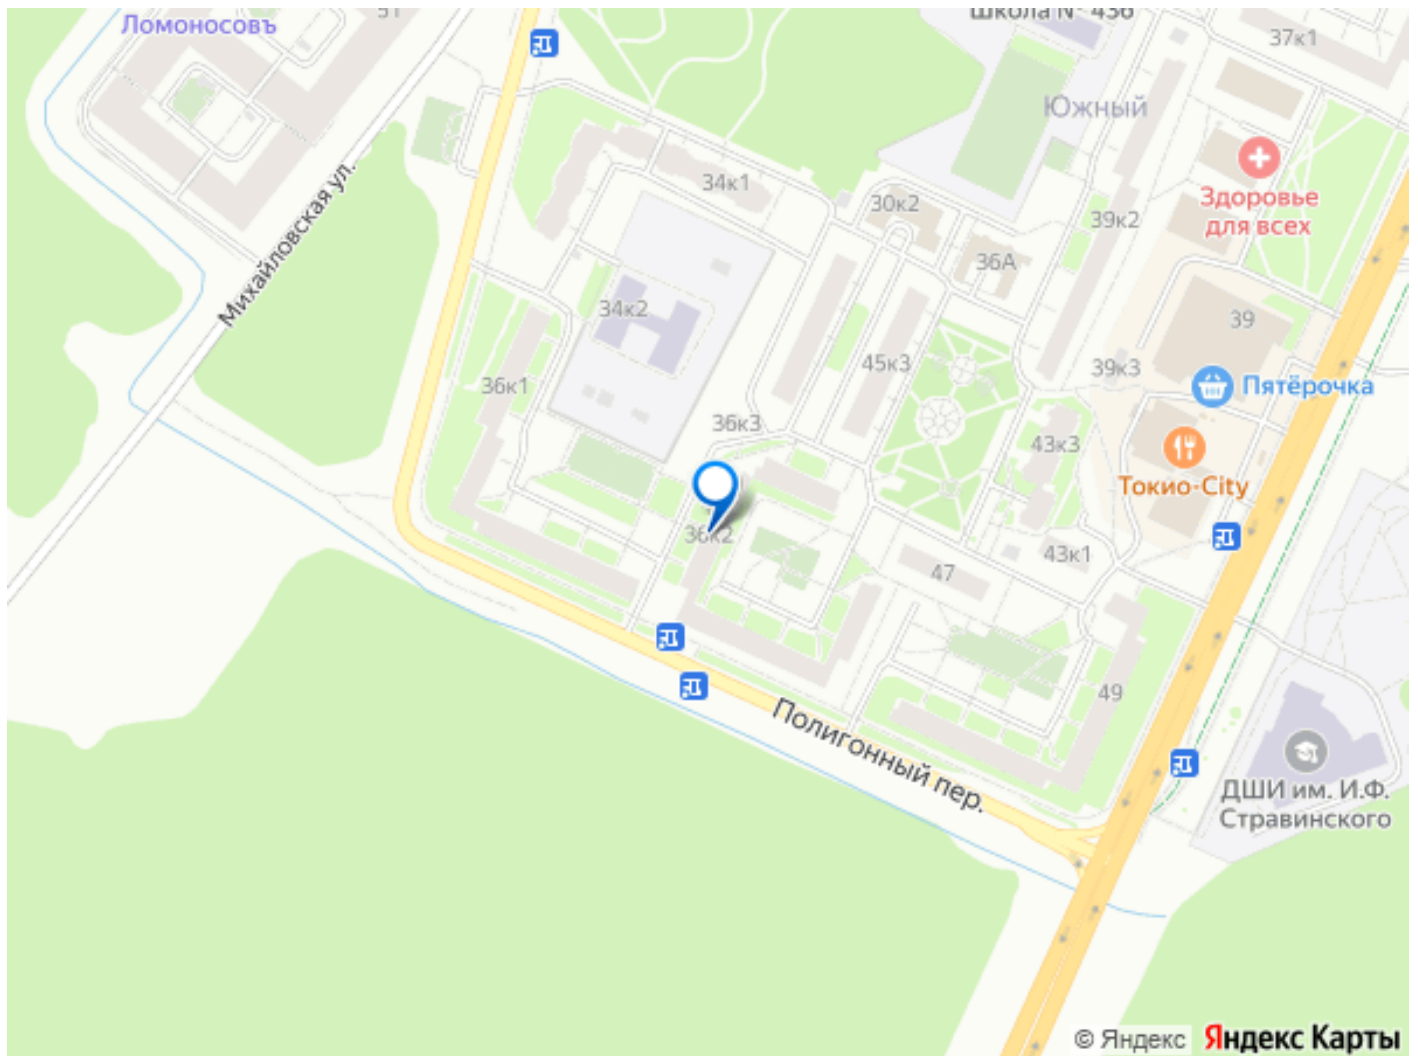 Ломоносовъ
51
Школа № 436
37к1
Южный
Здоровье
для всех
34к1
30к2
39к2
36А
Михайловская ул.
34к2
39
45к3
39к3
36к1
Пятёрочка
36к3
43к3
Токио-City
36к2
43к1
47
49
Полигонный пер.
ДШИ им. И.Ф.
Стравинского
© Яндекс Яндекс Карты